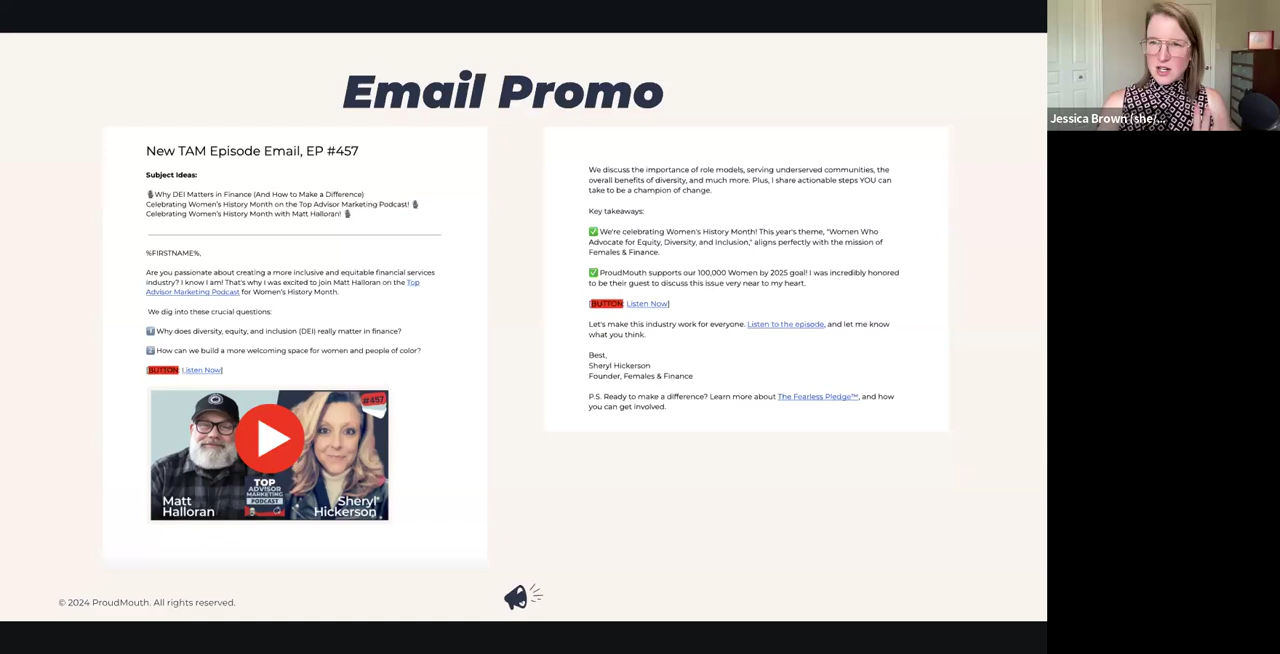 Email Promo
New TAM Episode Email, EP #457
Subject Ideas:
🎙️Why DEI Matters in Finance (And How to Make a Difference)
Celebrating Women's History Month on the Top Advisor Marketing Podcast! 🎙️
Celebrating Women's History Month with Matt Halloran! 🎙️
%FIRSTNAME%,
Are you passionate about creating a more inclusive and equitable financial services
industry? I know I am! That's why I was excited to join Matt Halloran on the Top
Advisor Marketing Podcast for Women's History Month.
We dig into these crucial questions:
1️⃣ Why does diversity, equity, and inclusion (DEI) really matter in finance?
2️⃣ How can we build a more welcoming space for women and people of color?
[BUTTON: Listen Now]
#457
Matt
Halloran
TOP
ADVISOR
MARKETING
PODCAST
Sheryl
Hickerson
We discuss the importance of role models, serving underserved communities, the
overall benefits of diversity, and much more. Plus, I share actionable steps YOU can
take to be a champion of change.
Key takeaways:
✅ We're celebrating Women's History Month! This year's theme, "Women Who
Advocate for Equity, Diversity, and Inclusion," aligns perfectly with the mission of
Females & Finance.
✅ ProudMouth supports our 100,000 Women by 2025 goal! I was incredibly honored
to be their guest to discuss this issue very near to my heart.
[BUTTON: Listen Now]
Let's make this industry work for everyone. Listen to the episode, and let me know
what you think.
Best,
Sheryl Hickerson
Founder, Females & Finance
P.S. Ready to make a difference? Learn more about The Fearless Pledge™, and how
you can get involved.
© 2024 ProudMouth. All rights reserved.
Jessica Brown (she/...